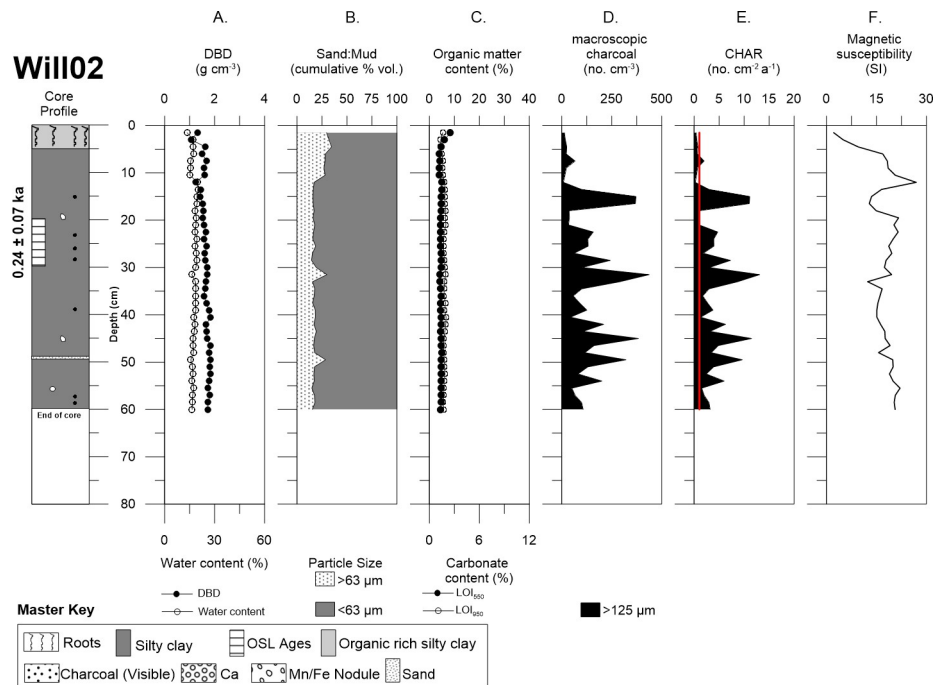 A.
B.
C.
D.
E.
F.
DBD
(g cm-3)
Sand:Mud
(cumulative % vol.)
Organic matter
content (%)
macroscopic
charcoal
(no. cm-3)
CHAR
(no. cm-2 a-1)
Magnetic
susceptibility
(SI)
Will02
Core
Profile
0 2 4
0 25 50 75 100
0 4 8 10
0 250 500
0 5 10 15 20
0 15 30
0.24 ± 0.07 ka
End of core
Depth (cm)
0
10
20
30
40
50
60
70
80
0 20 40 60
0 6 12
Water content (%)
DBD
Water content
Particle Size
>63 µm
<63 µm
Carbonate
content (%)
LOI550
LOI950
>125 µm
Master Key
Roots
Silty clay
OSL Ages
Organic rich silty clay
Charcoal (Visible)
Ca
Mn/Fe Nodule
Sand